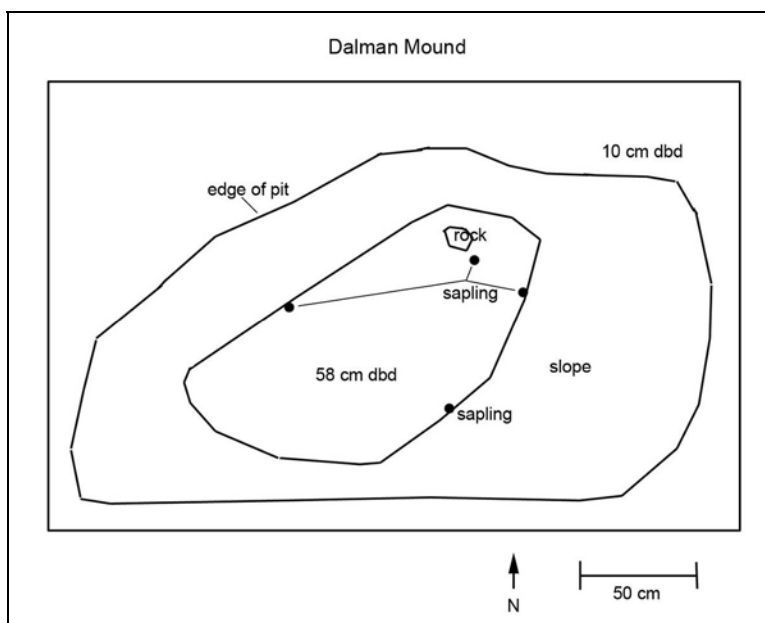 Dalman Mound
10 cm dbd
edge of pit
rock
sapling
58 cm dbd
slope
sapling
N
50 cm